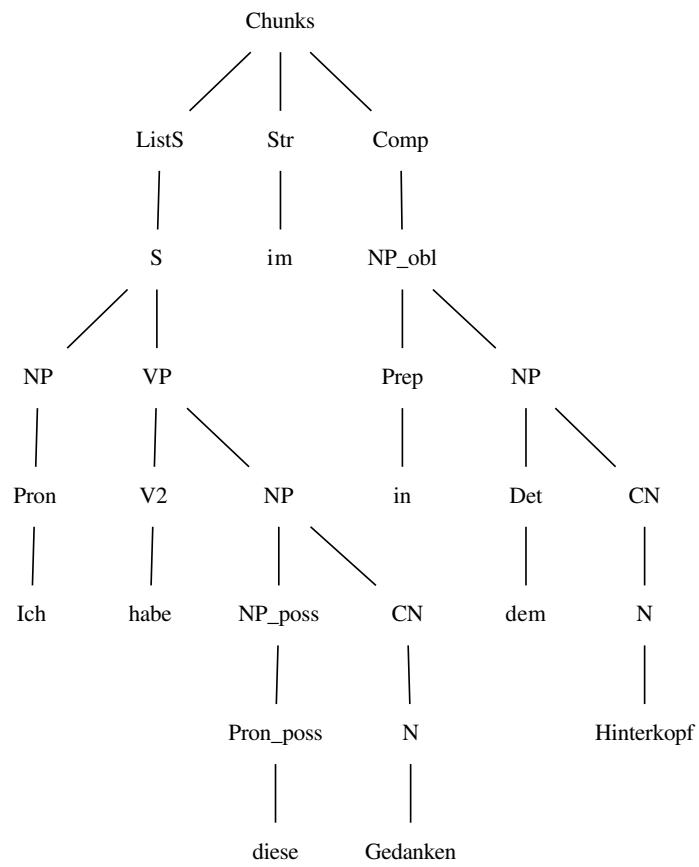 Chunks
ListS Str Comp
S im NP_obl
NP VP Prep NP
Pron V2 NP in Det CN
Ich habe NP_poss CN dem N
Pron_poss N Hinterkopf
diese Gedanken